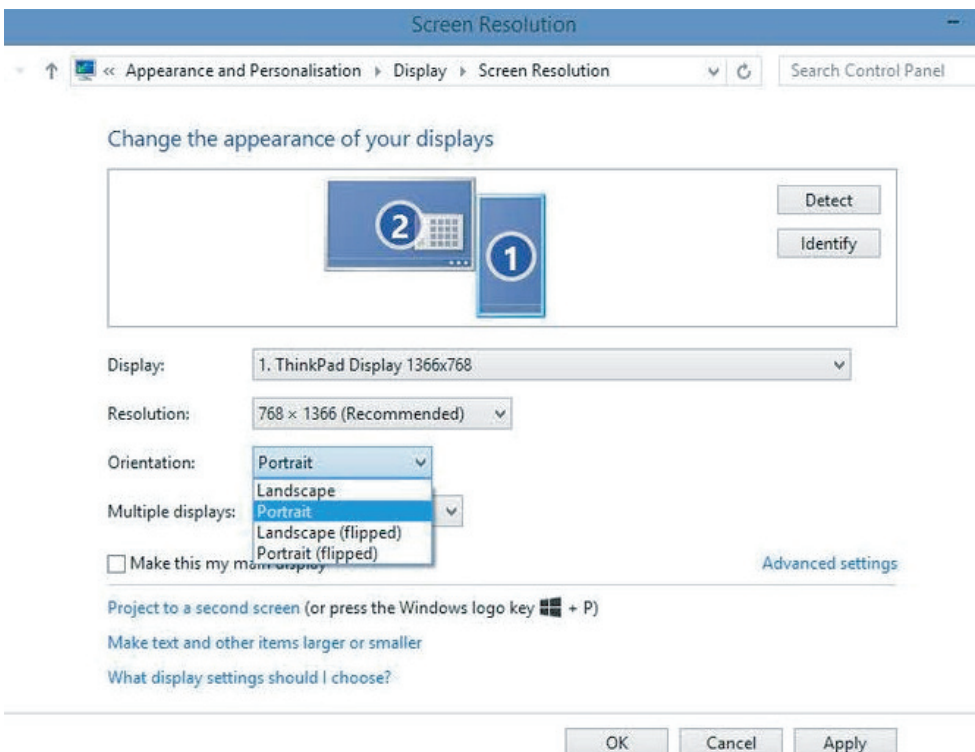 Screen Resolution
« Appearance and Personalisation Display Screen Resolution Search Control Panel
Change the appearance of your displays
2
1
Detect
Identify
Display: 1. ThinkPad Display 1366x768
Resolution: 768 × 1366 (Recommended)
Orientation: Portrait
Landscape
Multiple displays: Portrait
Landscape (flipped)
Portrait (flipped)
Make this my main display Advanced settings
Project to a second screen (or press the Windows logo key + P)
Make text and other items larger or smaller
What display settings should I choose?
OK Cancel Apply